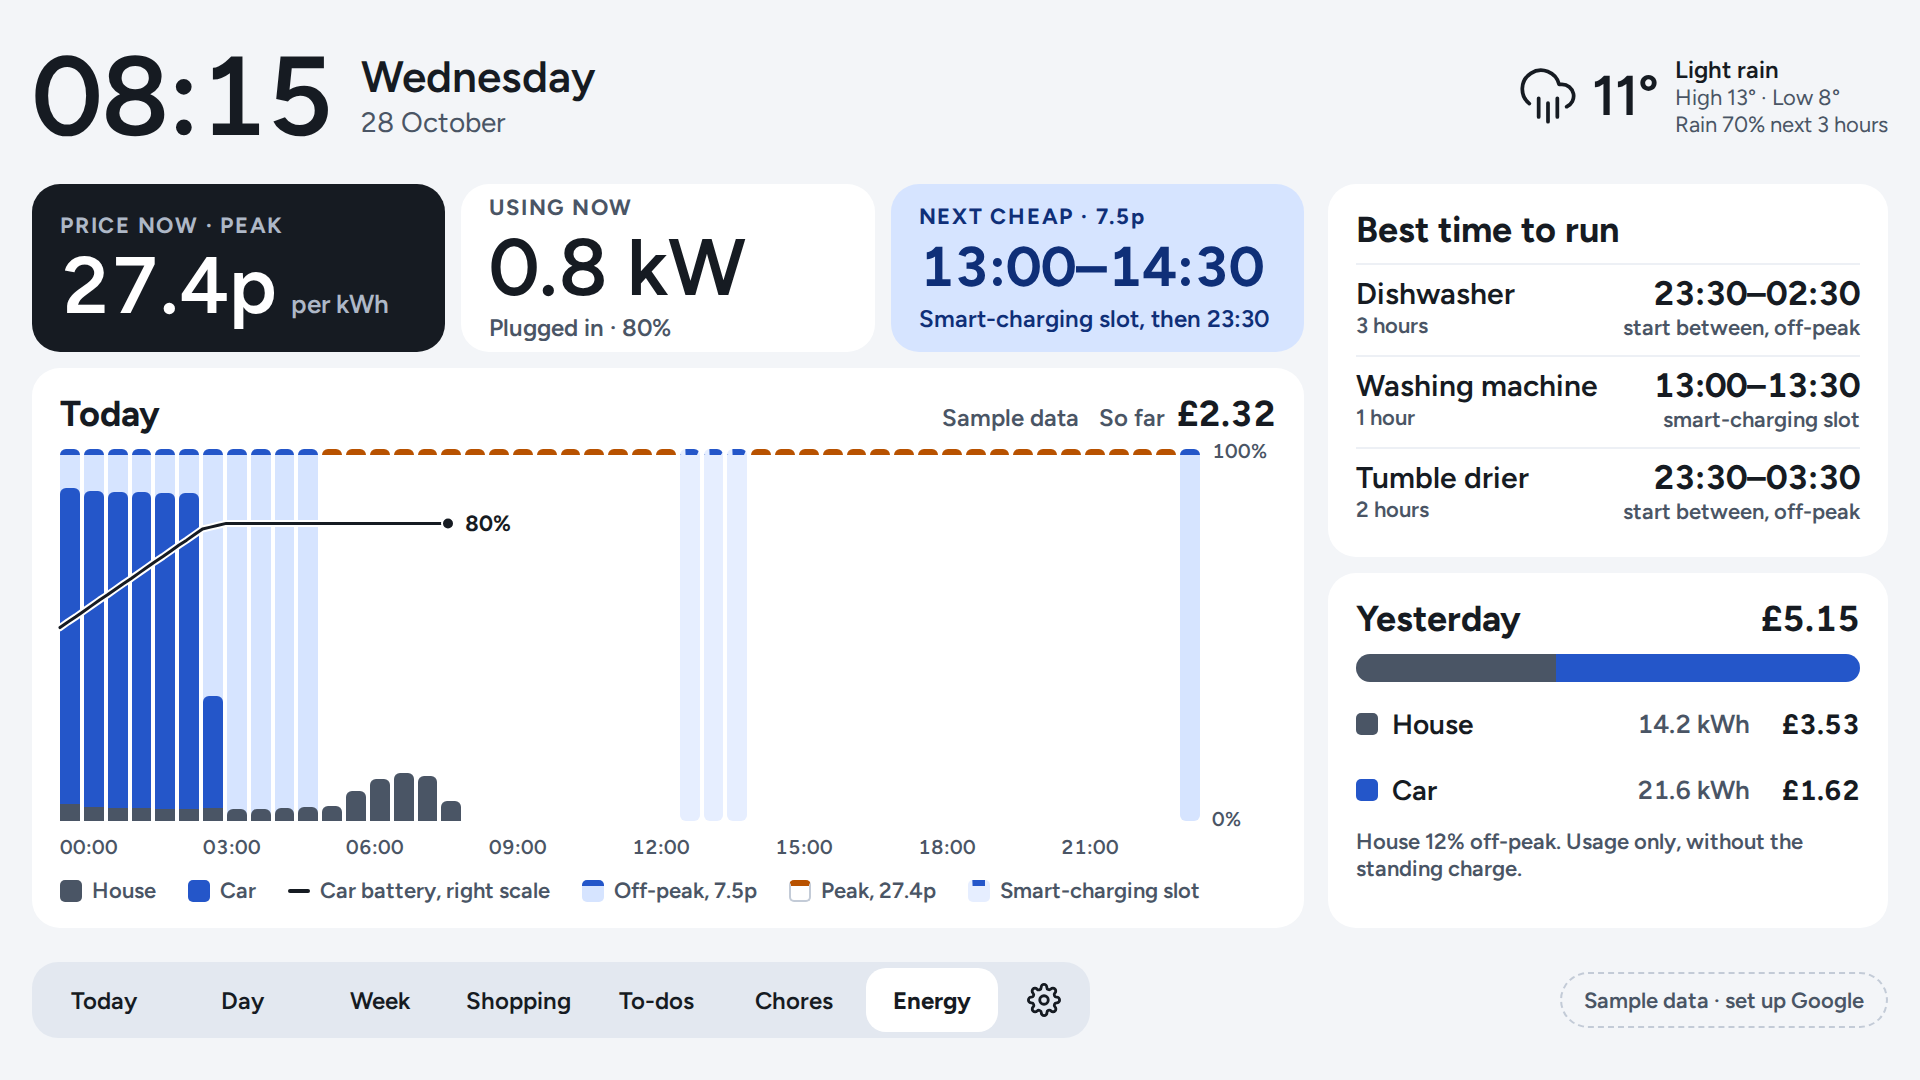 08:15
Wednesday
28 October
11°
Light rain
High 13° · Low 8°
Rain 70% next 3 hours
PRICE NOW · PEAK
27.4p per kWh
USING NOW
0.8 kW
Plugged in · 80%
NEXT CHEAP · 7.5p
13:00–14:30
Smart-charging slot, then 23:30
Today
Sample data So far £2.32
100%
80%
0%
00:00 03:00 06:00 09:00 12:00 15:00 18:00 21:00
House Car Car battery, right scale Off-peak, 7.5p Peak, 27.4p Smart-charging slot
Best time to run
Dishwasher 23:30–02:30
3 hours start between, off-peak
Washing machine 13:00–13:30
1 hour smart-charging slot
Tumble drier 23:30–03:30
2 hours start between, off-peak
Yesterday £5.15
House 14.2 kWh £3.53
Car 21.6 kWh £1.62
House 12% off-peak. Usage only, without the
standing charge.
Today Day Week Shopping To-dos Chores Energy
Sample data · set up Google